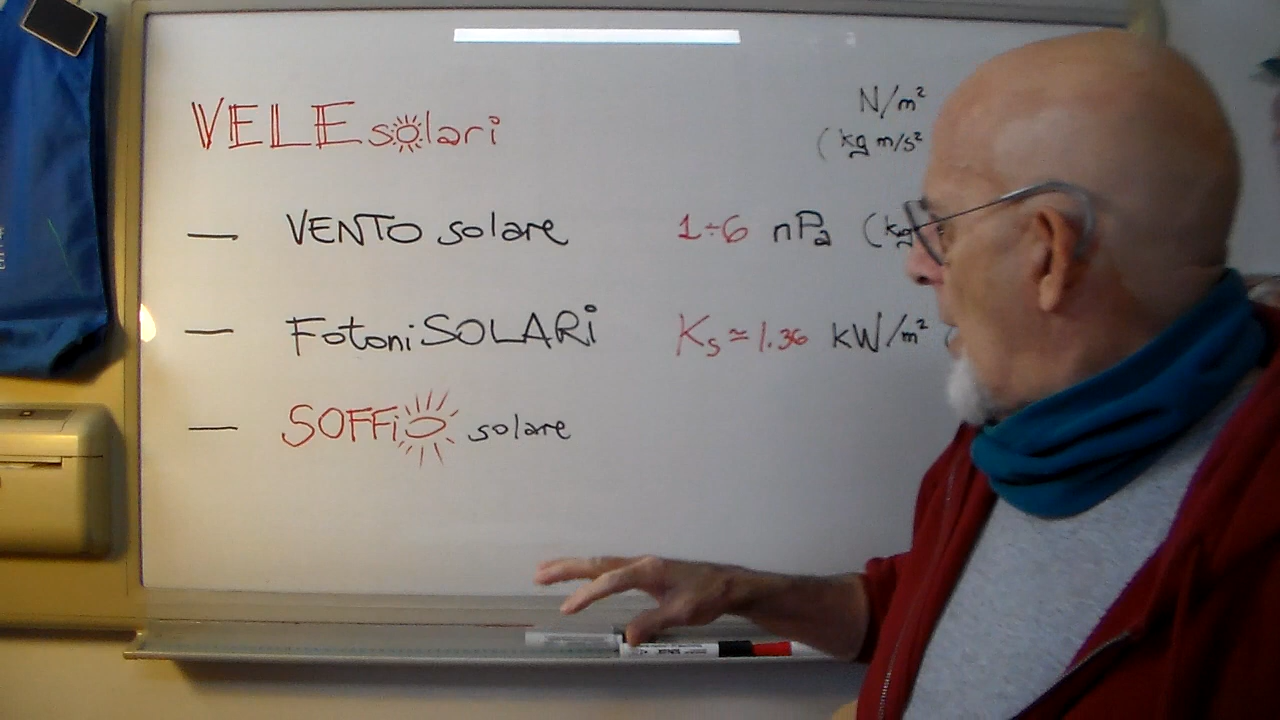 VELE solari
N/m²
(kg m/s²
— VENTO solare 1÷6 nPa (kg
— Fotoni SOLARi Ks ≈ 1.36 kW/m²
— SOFFiO solare